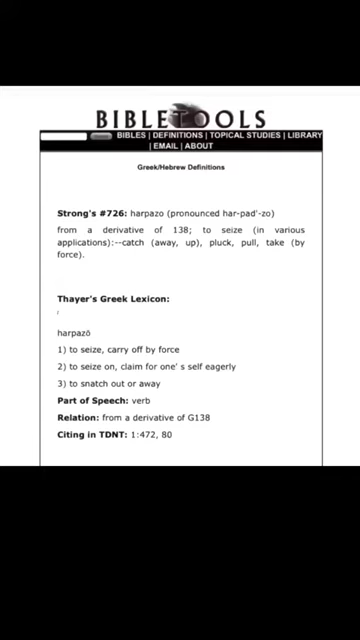 BIBLETOOLS
BIBLES | DEFINITIONS | TOPICAL STUDIES | LIBRARY
| EMAIL | ABOUT
Greek/Hebrew Definitions
Strong's #726: harpazo (pronounced har-pad'-zo)
from a derivative of 138; to seize (in various
applications):--catch (away, up), pluck, pull, take (by
force).
Thayer's Greek Lexicon:
harpazō
1) to seize, carry off by force
2) to seize on, claim for one' s self eagerly
3) to snatch out or away
Part of Speech: verb
Relation: from a derivative of G138
Citing in TDNT: 1:472, 80